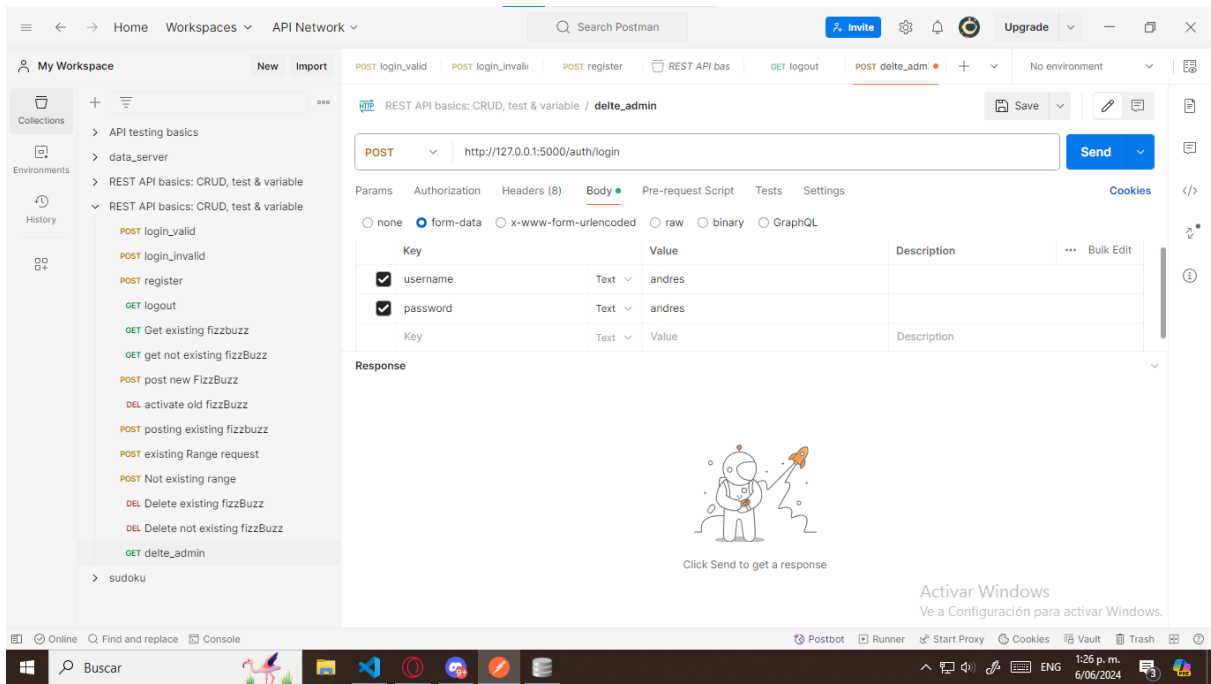 Home Workspaces API Network Search Postman Invite Upgrade
My Workspace New Import POST login_valid POST login_invali POST register REST API bas GET logout POST delte_admi No environment
Collections
Environments
History
API testing basics
data_server
REST API basics: CRUD, test & variable
REST API basics: CRUD, test & variable
POST login_valid
POST login_invalid
POST register
GET logout
GET Get existing fizzbuzz
GET get not existing fizzBuzz
POST post new FizzBuzz
DEL activate old fizzBuzz
POST posting existing fizzbuzz
POST existing Range request
POST Not existing range
DEL Delete existing fizzBuzz
DEL Delete not existing fizzBuzz
GET delte_admin
sudoku
HTTP REST API basics: CRUD, test & variable / delte_admin Save
POST http://127.0.0.1:5000/auth/login Send
Params Authorization Headers (8) Body Pre-request Script Tests Settings Cookies
none form-data x-www-form-urlencoded raw binary GraphQL
Key Value Description Bulk Edit
username Text andres
password Text andres
Key Text Value Description
Response
Click Send to get a response
Activar Windows
Ve a Configuración para activar Windows.
Online Find and replace Console Postbot Runner Start Proxy Cookies Vault Trash
Buscar ENG 1:26 p. m.
6/06/2024 3